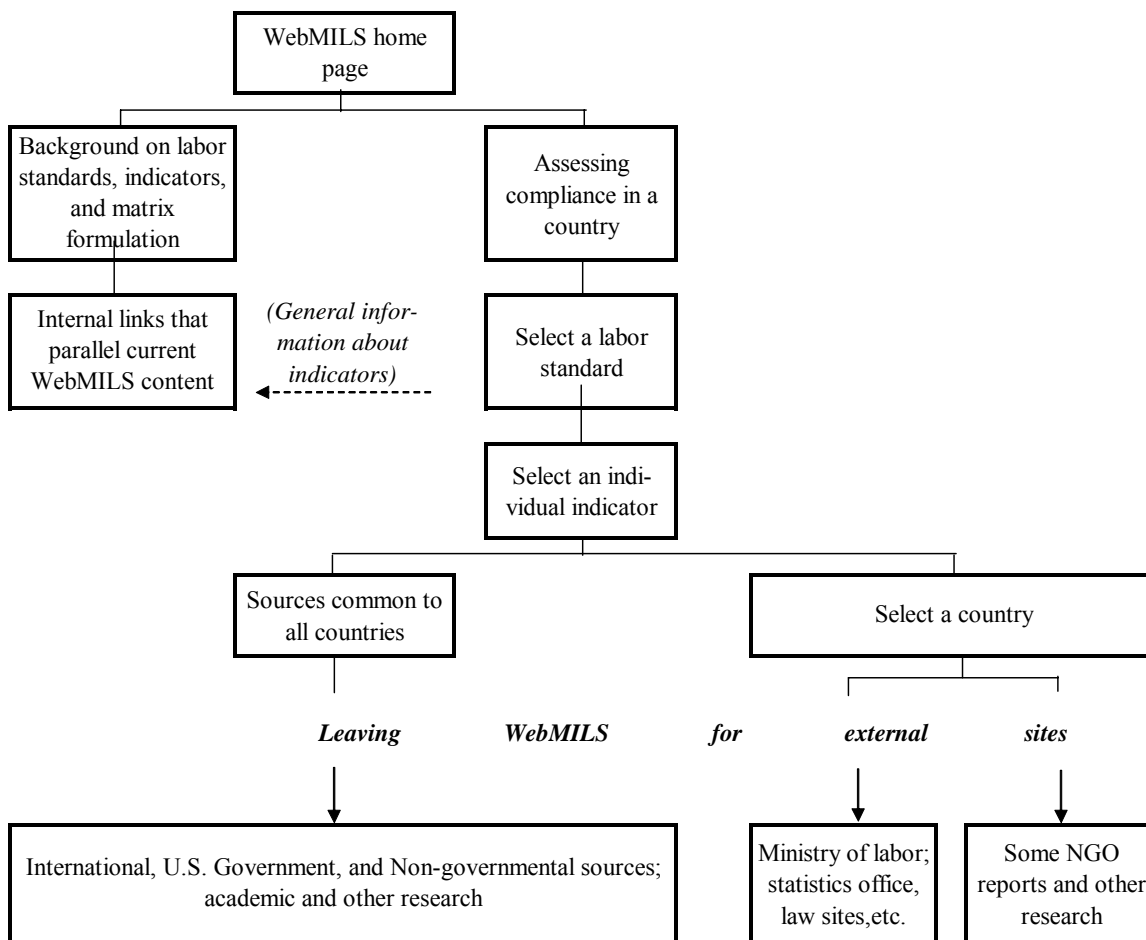 WebMILS home
page
Background on labor
standards, indicators,
and matrix
formulation
Assessing
compliance in a
country
Internal links that
parallel current
WebMILS content
(General infor-
mation about
indicators)
Select a labor
standard
Select an indi-
vidual indicator
Sources common to
all countries
Select a country
Leaving WebMILS for external sites
International, U.S. Government, and Non-governmental sources;
academic and other research
Ministry of labor;
statistics office,
law sites,etc.
Some NGO
reports and other
research